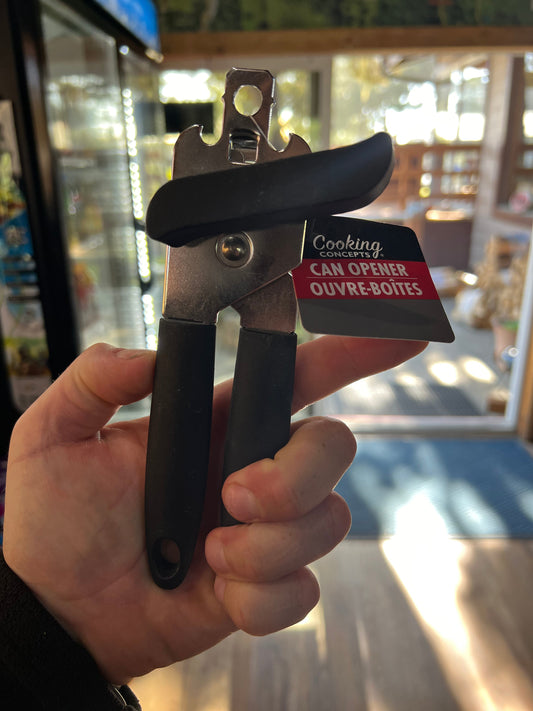 Cooking
CONCEPTS®
CAN OPENER
OUVRE-BOÎTES